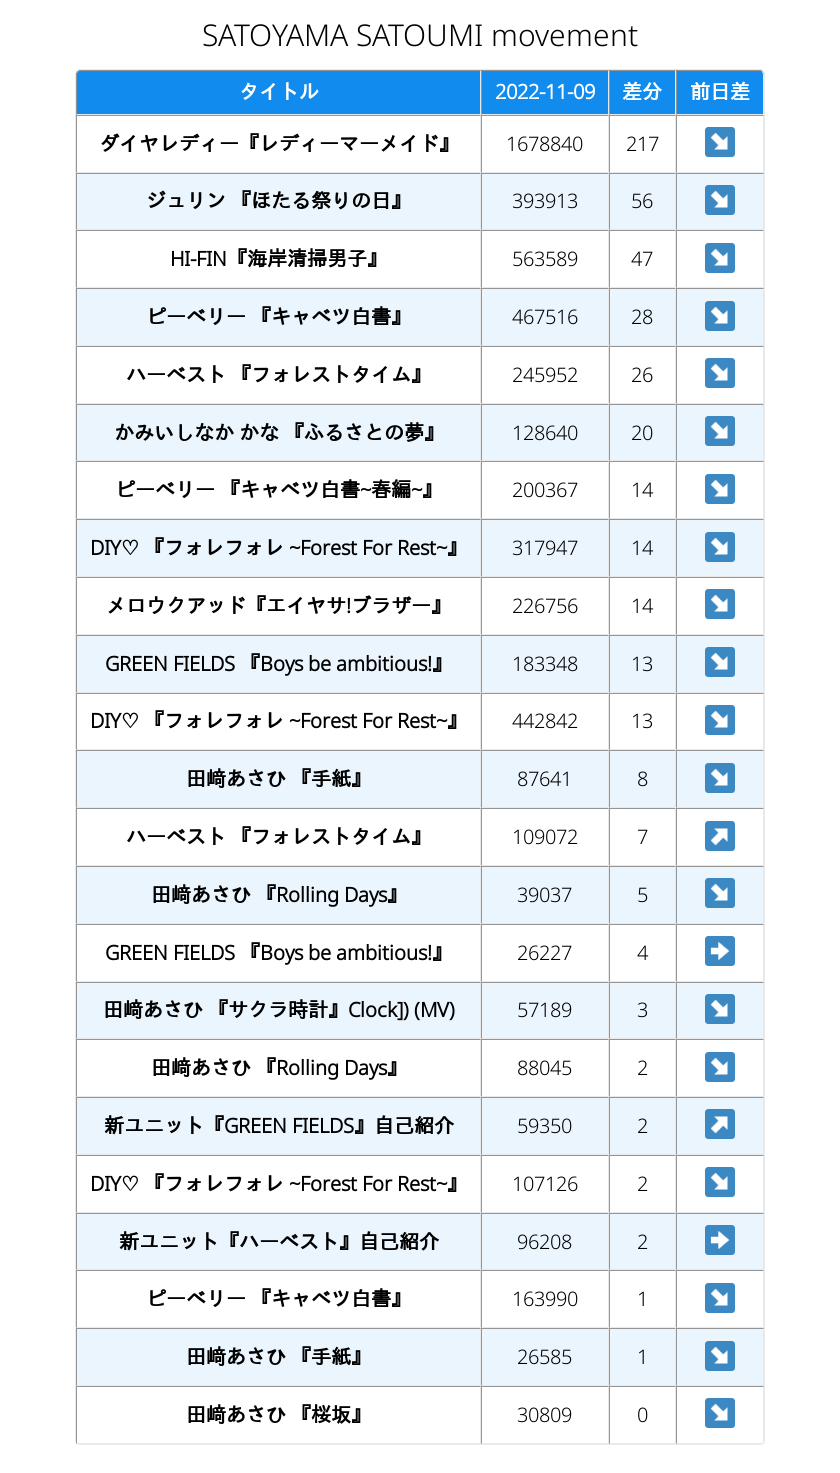 SATOYAMA SATOUMI movement
タイトル 2022-11-09 差分 前日差
ダイヤレディー『レディーマーメイド』 1678840 217 ↘
ジュリン 『ほたる祭りの日』 393913 56 ↘
HI-FIN『海岸清掃男子』 563589 47 ↘
ピーベリー 『キャベツ白書』 467516 28 ↘
ハーベスト 『フォレストタイム』 245952 26 ↘
かみいしなか かな 『ふるさとの夢』 128640 20 ↘
ピーベリー 『キャベツ白書~春編~』 200367 14 ↘
DIY♡ 『フォレフォレ ~Forest For Rest~』 317947 14 ↘
メロウクアッド『エイヤサ!ブラザー』 226756 14 ↘
GREEN FIELDS 『Boys be ambitious!』 183348 13 ↘
DIY♡ 『フォレフォレ ~Forest For Rest~』 442842 13 ↘
田﨑あさひ 『手紙』 87641 8 ↘
ハーベスト 『フォレストタイム』 109072 7 ↗
田﨑あさひ 『Rolling Days』 39037 5 ↘
GREEN FIELDS 『Boys be ambitious!』 26227 4 ➡
田﨑あさひ 『サクラ時計』Clock]) (MV) 57189 3 ↘
田﨑あさひ 『Rolling Days』 88045 2 ↘
新ユニット『GREEN FIELDS』自己紹介 59350 2 ↗
DIY♡ 『フォレフォレ ~Forest For Rest~』 107126 2 ↘
新ユニット『ハーベスト』自己紹介 96208 2 ➡
ピーベリー 『キャベツ白書』 163990 1 ↘
田﨑あさひ 『手紙』 26585 1 ↘
田﨑あさひ 『桜坂』 30809 0 ↘